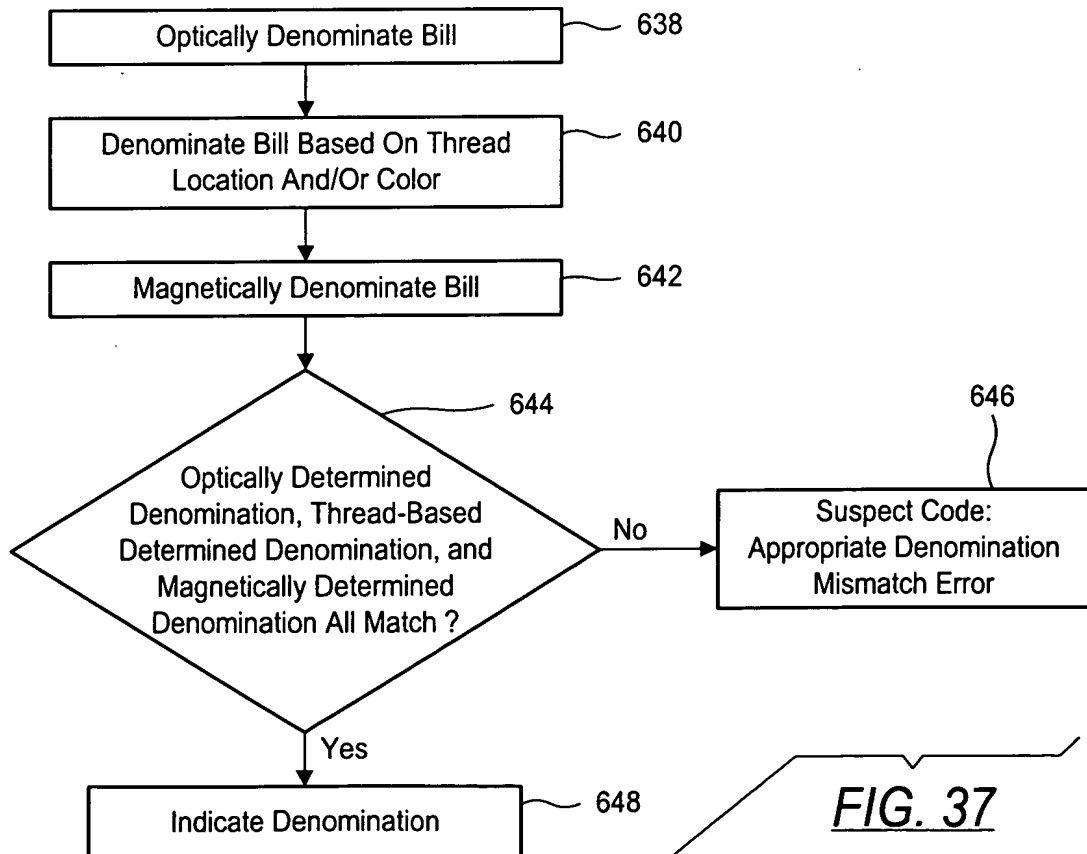 Optically Denominate Bill
638
Denominate Bill Based On Thread
Location And/Or Color
640
Magnetically Denominate Bill
642
644
Optically Determined
Denomination, Thread-Based
Determined Denomination, and
Magnetically Determined
Denomination All Match ?
No
646
Suspect Code:
Appropriate Denomination
Mismatch Error
Yes
Indicate Denomination
648
FIG. 37